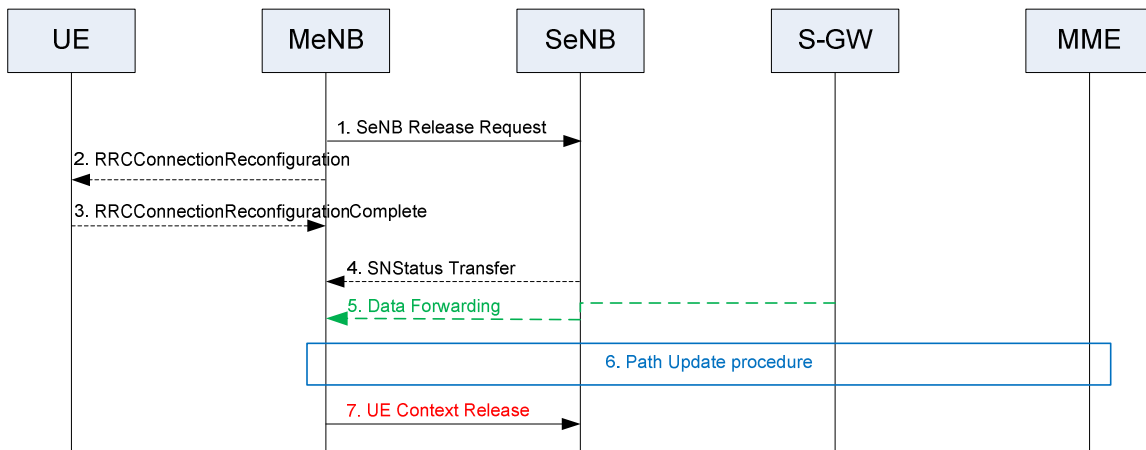 UE
MeNB
SeNB
S-GW
MME
1. SeNB Release Request
2. RRCConnectionReconfiguration
3. RRCConnectionReconfigurationComplete
4. SNStatus Transfer
5. Data Forwarding
6. Path Update procedure
7. UE Context Release